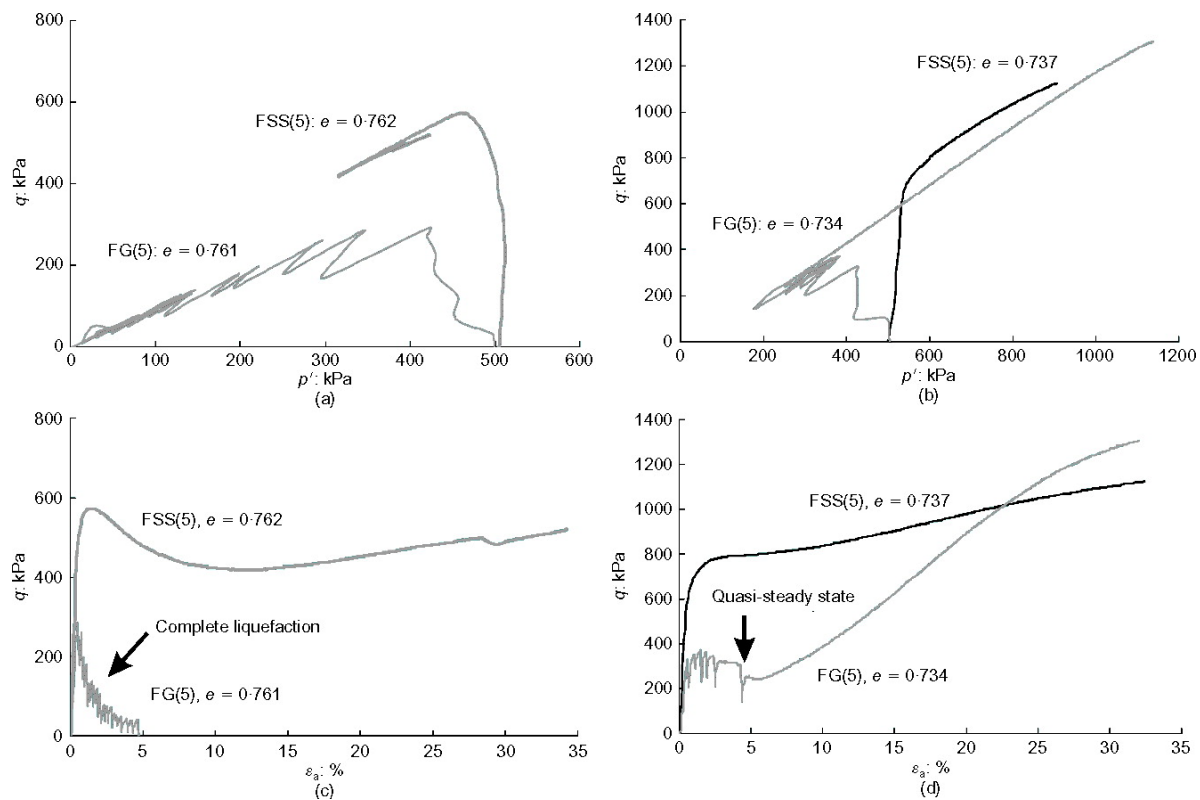 800
600
400
200
0
q: kPa
FSS(5): e = 0·762
FG(5): e = 0·761
0 100 200 300 400 500 600
p′: kPa
(a)
1400
1200
1000
800
600
400
200
0
q: kPa
FSS(5): e = 0·737
FG(5): e = 0·734
0 200 400 600 800 1000 1200
p′: kPa
(b)
800
600
400
200
0
q: kPa
FSS(5), e = 0·762
Complete liquefaction
FG(5), e = 0·761
0 5 10 15 20 25 30 35
εa: %
(c)
1400
1200
1000
800
600
400
200
0
q: kPa
FSS(5), e = 0·737
Quasi-steady state
FG(5), e = 0·734
0 5 10 15 20 25 30 35
εa: %
(d)